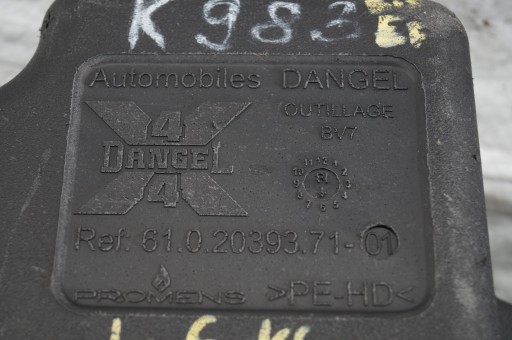 K983
Automobiles DANGEL
OUTILLAGE
BV7
4
DANGEL
4
Ref: 61.0.20393.71-01
PROMENS >PE-HD<